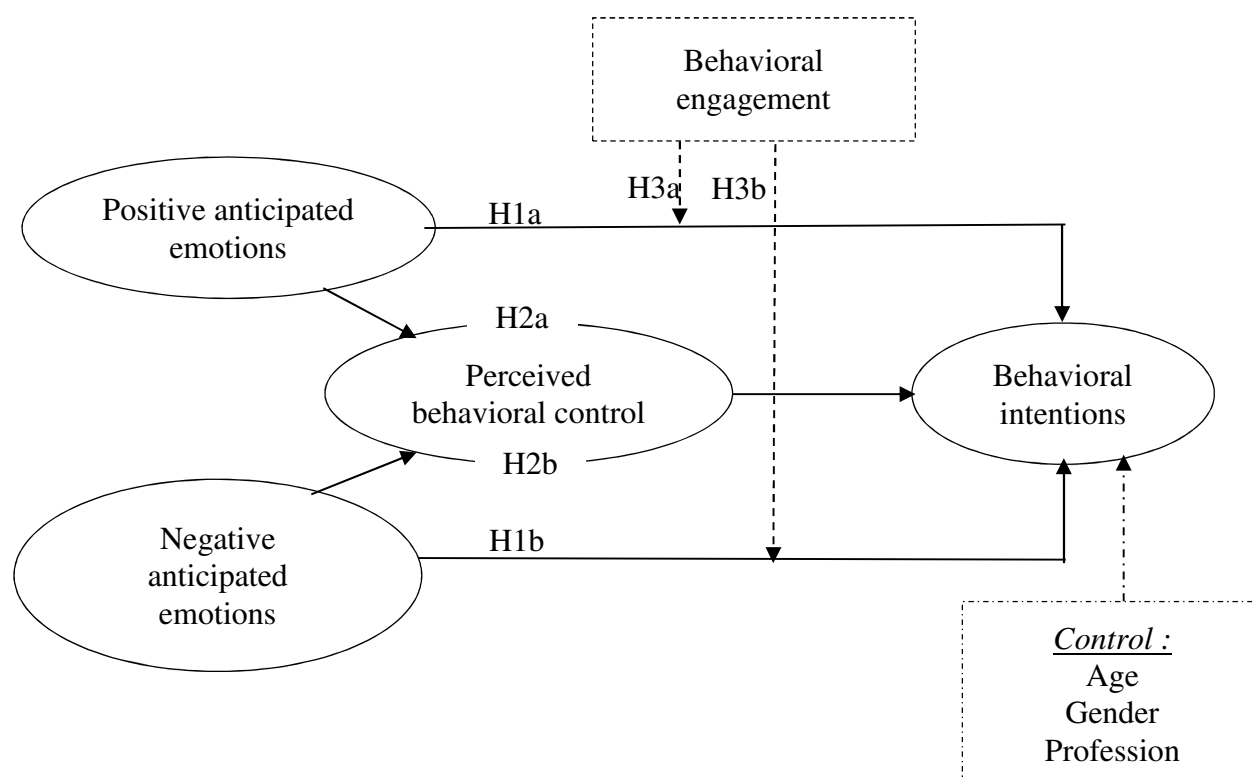 Behavioral
engagement
H3a H3b
Positive anticipated
emotions
H1a
H2a
Perceived
behavioral control
H2b
Behavioral
intentions
Negative
anticipated
emotions
H1b
Control :
Age
Gender
Profession